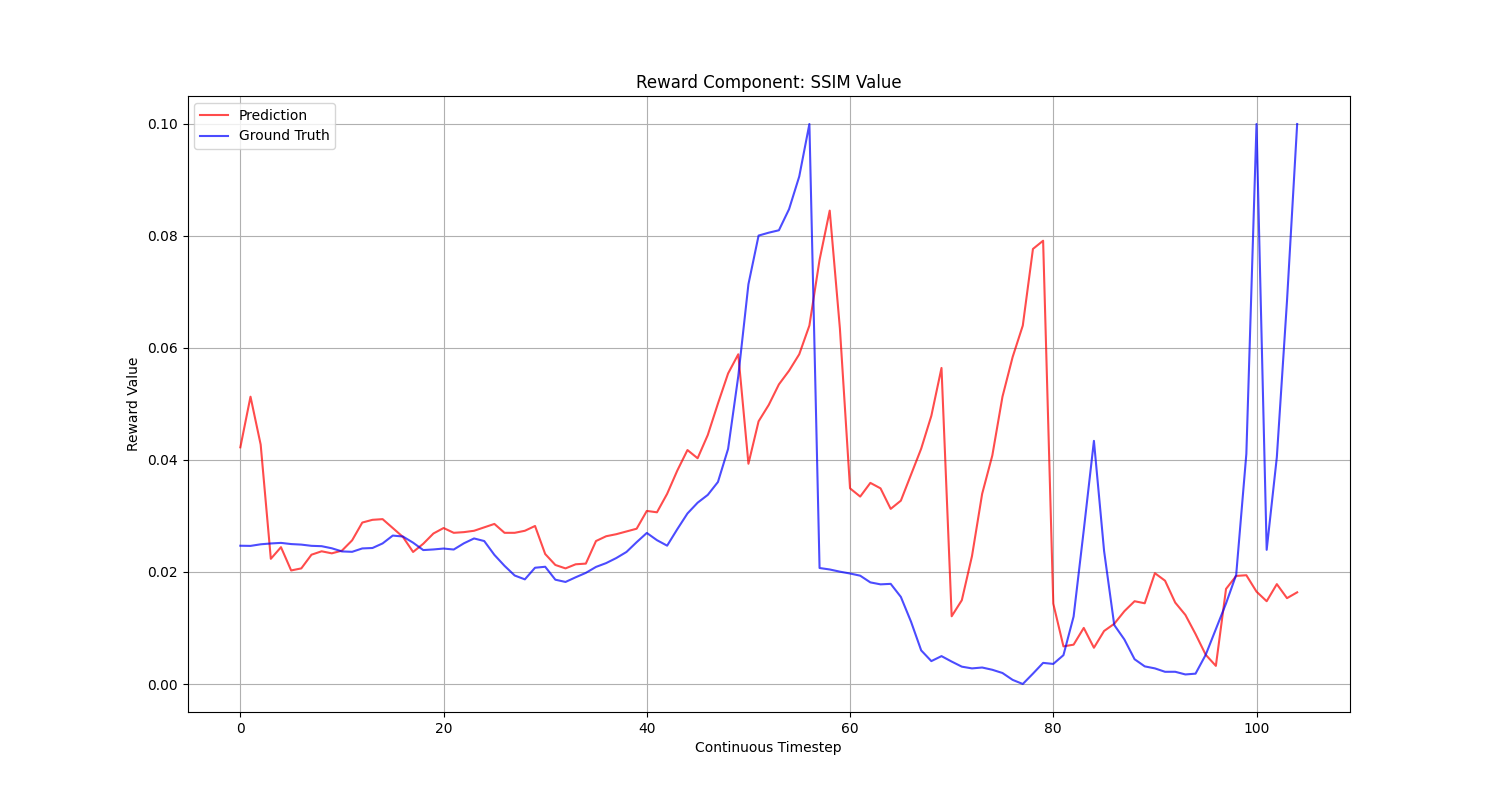 Reward Component: SSIM Value
Prediction
Ground Truth
0.10
0.08
0.06
0.04
0.02
0.00
Reward Value
0 20 40 60 80 100
Continuous Timestep